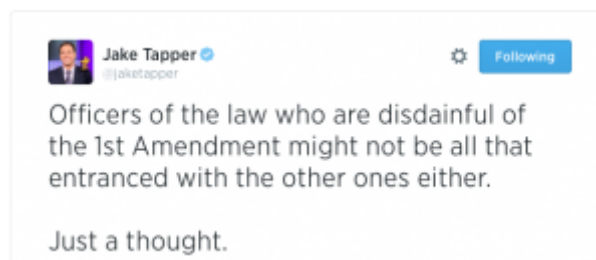 Jake Tapper
@jaketapper
Following
Officers of the law who are disdainful of
the 1st Amendment might not be all that
entranced with the other ones either.
Just a thought.